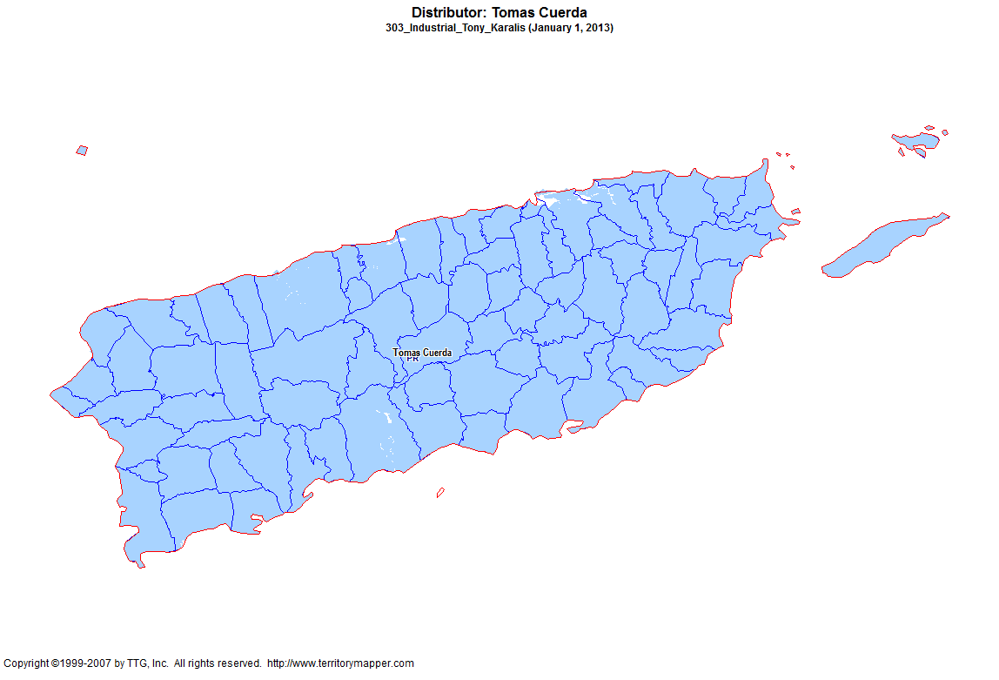 Distributor: Tomas Cuerda
303_Industrial_Tony_Karalis (January 1, 2013)
Tomas Cuerda
PR
Copyright ©1999-2007 by TTG, Inc. All rights reserved. http://www.territorymapper.com